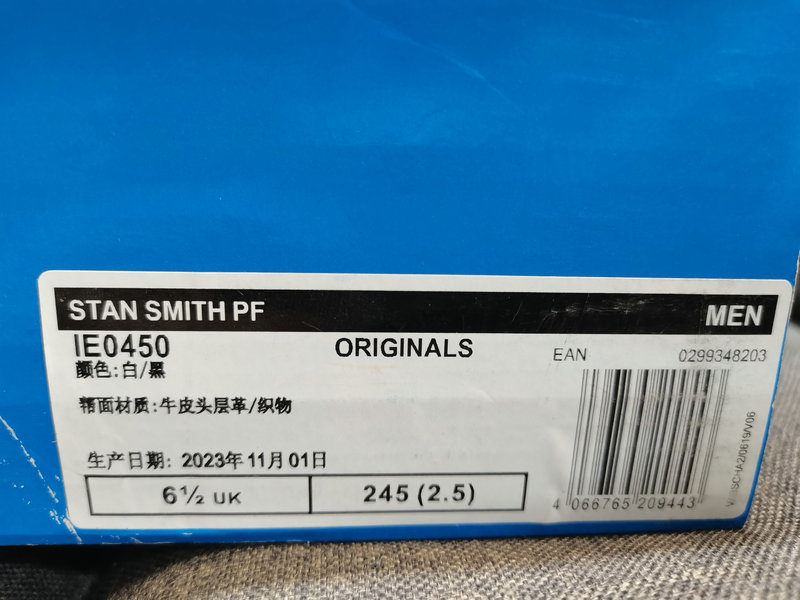 STAN SMITH PF MEN
IE0450 ORIGINALS EAN 0299348203
颜色:白/黑
帮面材质:牛皮头层革/织物
生产日期: 2023年11月01日
6½ UK 245 (2.5)
4 066765 209443